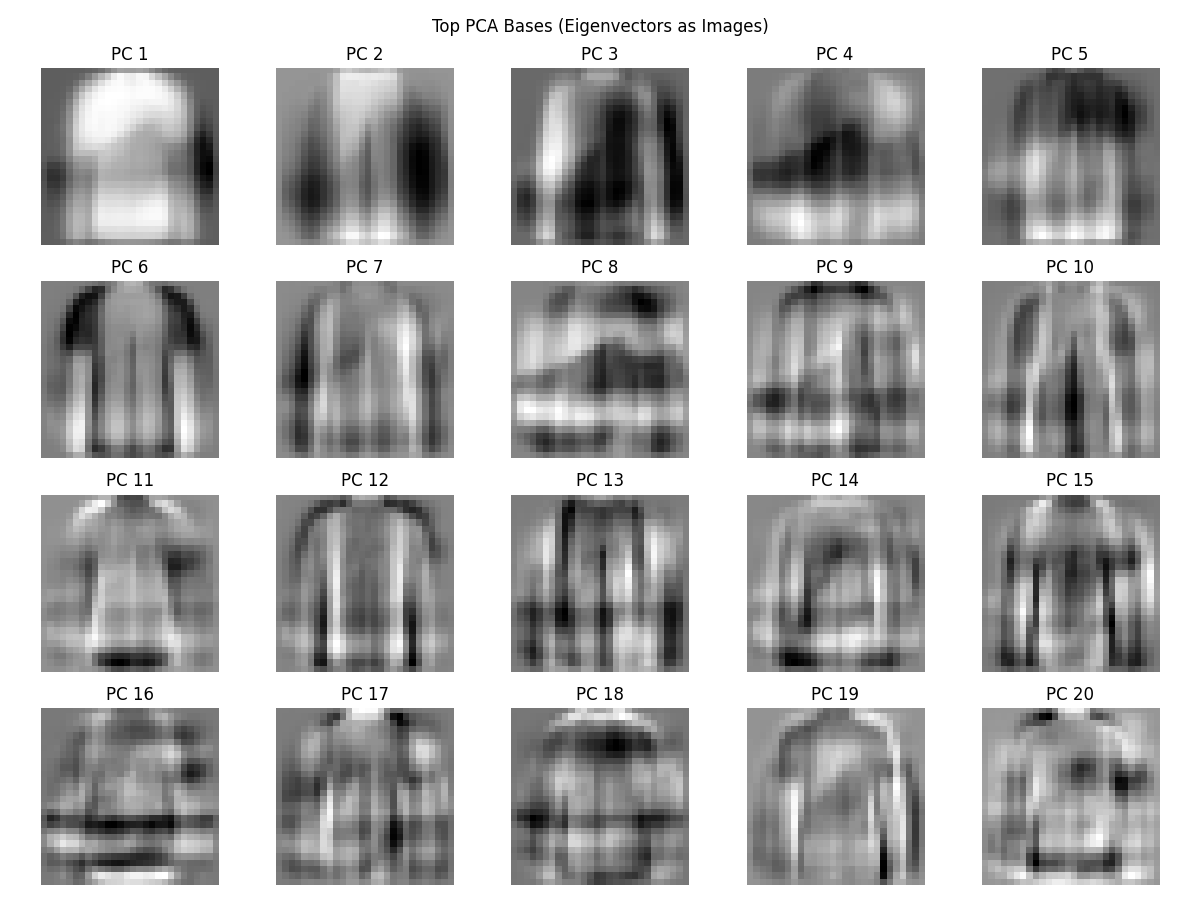 Top PCA Bases (Eigenvectors as Images)
PC 1 PC 2 PC 3 PC 4 PC 5
PC 6 PC 7 PC 8 PC 9 PC 10
PC 11 PC 12 PC 13 PC 14 PC 15
PC 16 PC 17 PC 18 PC 19 PC 20